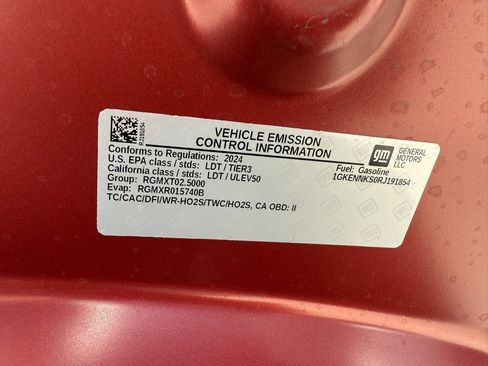 RJ191854
VEHICLE EMISSION
CONTROL INFORMATION
gm GENERAL
MOTORS
LLC
Conforms to Regulations: 2024
U.S. EPA class / stds: LDT / TIER3
California class / stds: LDT / ULEV50
Group: RGMXT02.5000
Evap: RGMXR015740B
TC/CAC/DFI/WR-HO2S/TWC/HO2S, CA OBD: II
Fuel: Gasoline
1GKENNKS0RJ191854